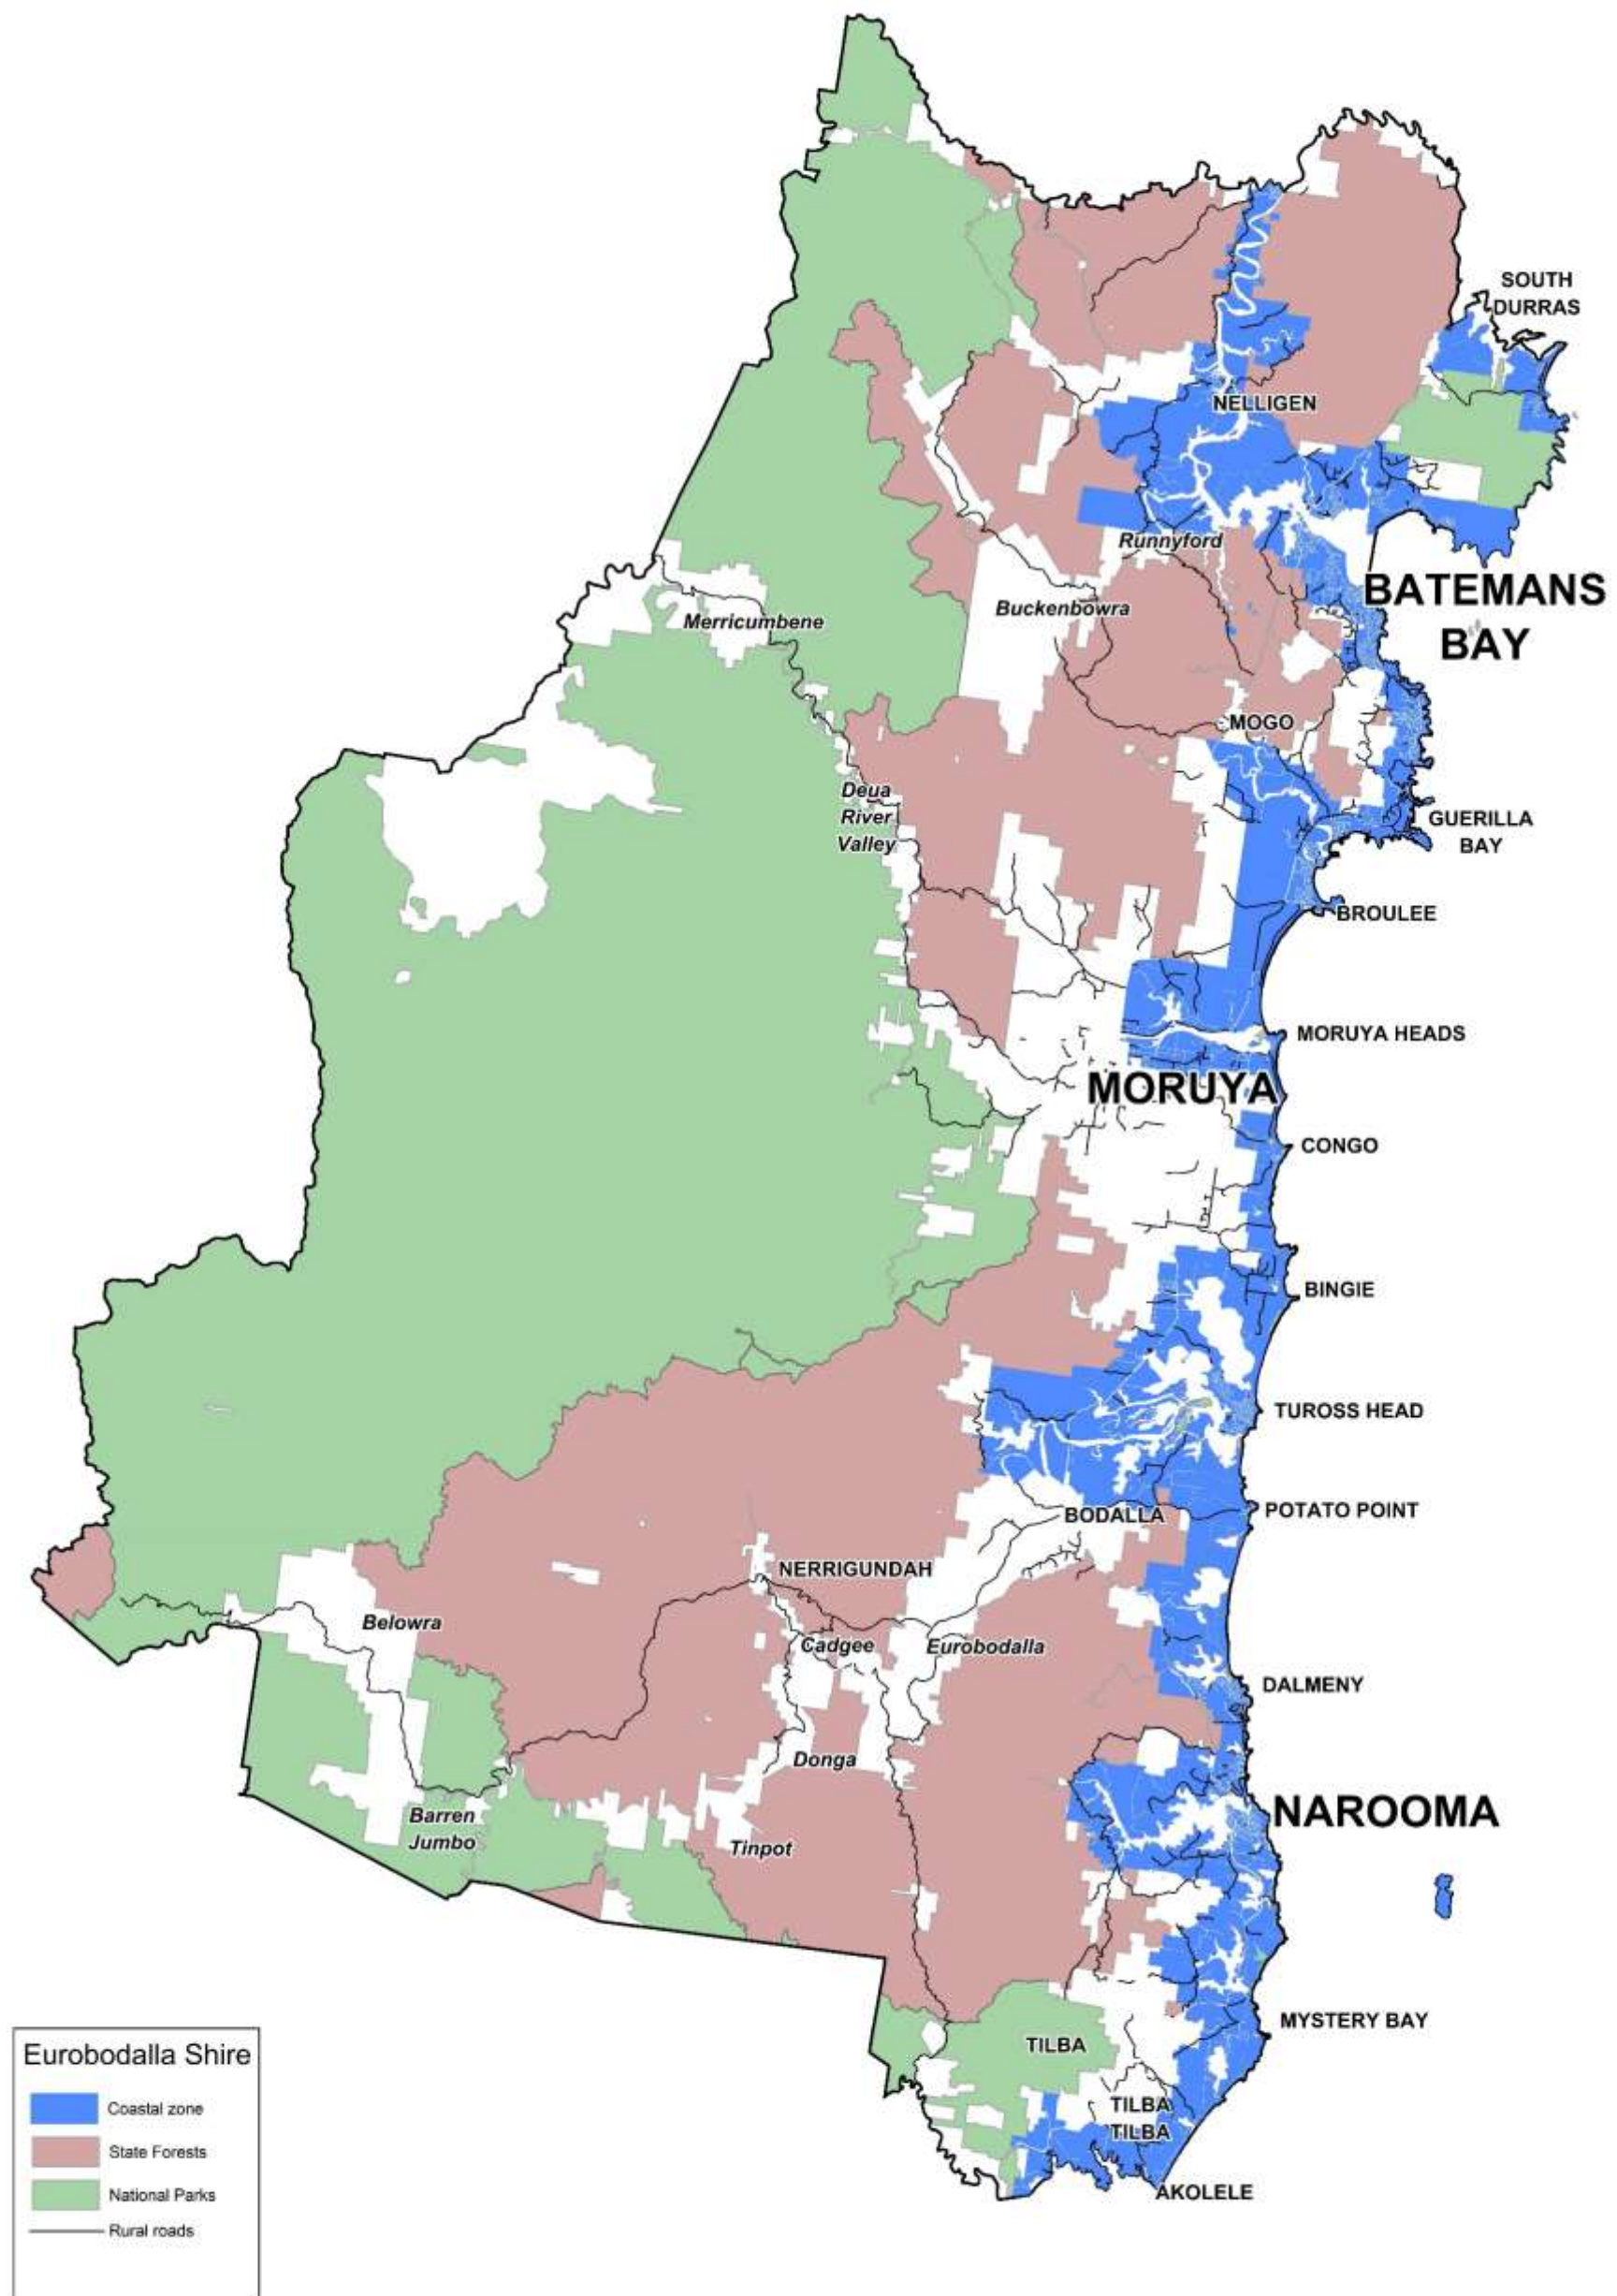 SOUTH
DURRAS
NELLIGEN
Runnyford
BATEMANS
BAY
Buckenbowra
Merricumbene
MOGO
Deua
River
Valley
GUERILLA
BAY
BROULEE
MORUYA HEADS
MORUYA
CONGO
BINGIE
TUROSS HEAD
POTATO POINT
BODALLA
NERRIGUNDAH
Belowra
Cadgee
Eurobodalla
DALMENY
Donga
NAROOMA
Barren
Jumbo
Tinpot
MYSTERY BAY
TILBA
TILBA
TILBA
AKOLELE
Eurobodalla Shire
Coastal zone
State Forests
National Parks
Rural roads